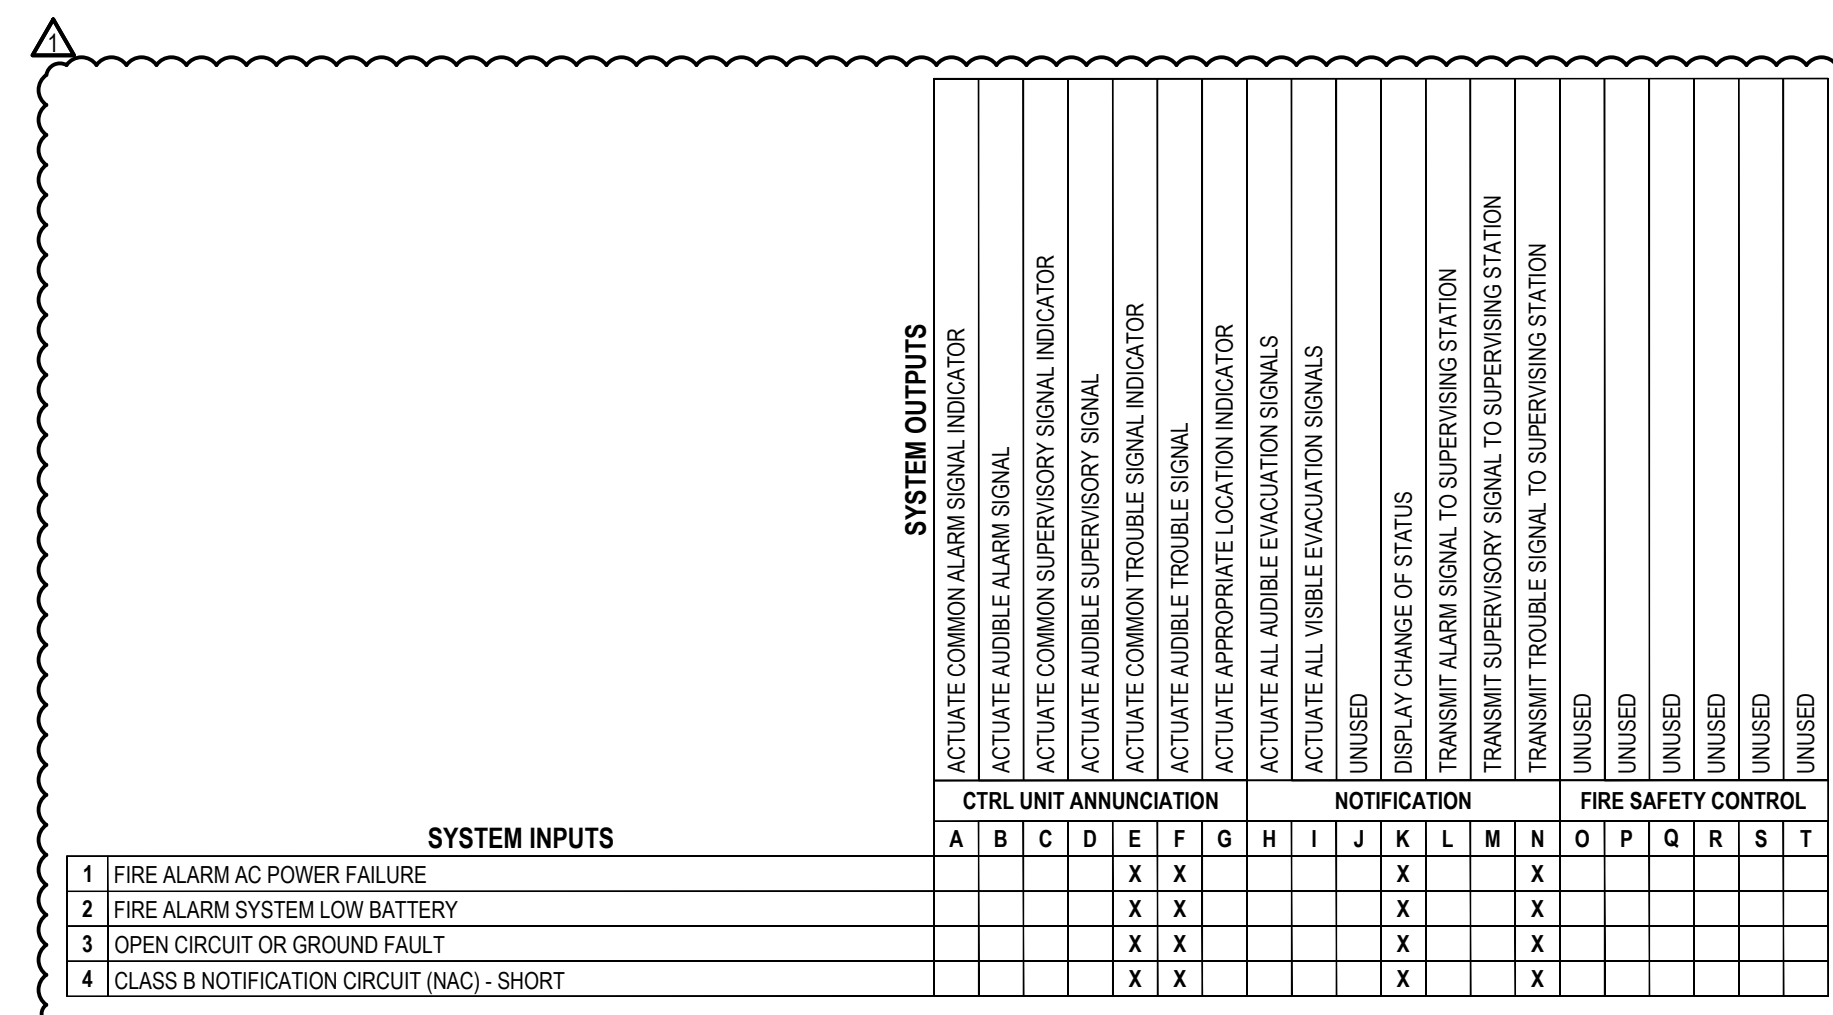 1
SYSTEM OUTPUTS
ACTUATE COMMON ALARM SIGNAL INDICATOR
ACTUATE AUDIBLE ALARM SIGNAL
ACTUATE COMMON SUPERVISORY SIGNAL INDICATOR
ACTUATE AUDIBLE SUPERVISORY SIGNAL
ACTUATE COMMON TROUBLE SIGNAL INDICATOR
ACTUATE AUDIBLE TROUBLE SIGNAL
ACTUATE APPROPRIATE LOCATION INDICATOR
ACTUATE ALL AUDIBLE EVACUATION SIGNALS
ACTUATE ALL VISIBLE EVACUATION SIGNALS
UNUSED
DISPLAY CHANGE OF STATUS
TRANSMIT ALARM SIGNAL TO SUPERVISING STATION
TRANSMIT SUPERVISORY SIGNAL TO SUPERVISING STATION
TRANSMIT TROUBLE SIGNAL TO SUPERVISING STATION
UNUSED
UNUSED
UNUSED
UNUSED
UNUSED
UNUSED
CTRL UNIT ANNUNCIATION NOTIFICATION FIRE SAFETY CONTROL
SYSTEM INPUTS A B C D E F G H I J K L M N O P Q R S T
1 FIRE ALARM AC POWER FAILURE X X X X
2 FIRE ALARM SYSTEM LOW BATTERY X X X X
3 OPEN CIRCUIT OR GROUND FAULT X X X X
4 CLASS B NOTIFICATION CIRCUIT (NAC) - SHORT X X X X